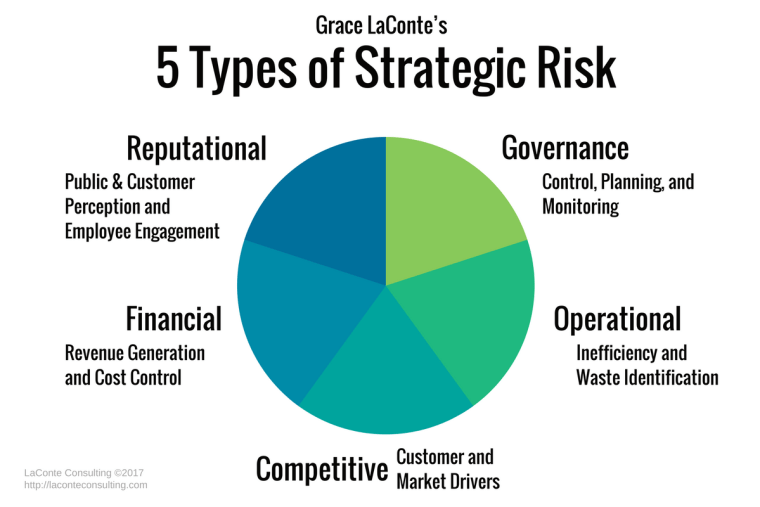 Grace LaConte’s
5 Types of Strategic Risk
Reputational
Public & Customer
Perception and
Employee Engagement
Governance
Control, Planning, and
Monitoring
Financial
Revenue Generation
and Cost Control
Operational
Inefficiency and
Waste Identification
Competitive
Customer and
Market Drivers
LaConte Consulting ©2017
http://laconteconsulting.com